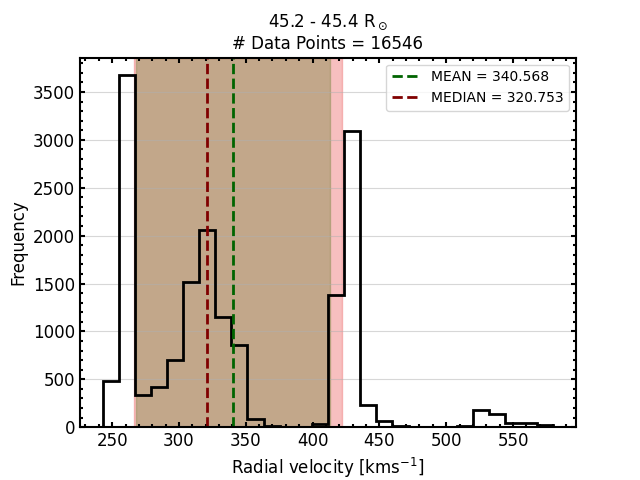 45.2 - 45.4 R⊙
# Data Points = 16546
MEAN = 340.568
MEDIAN = 320.753
Frequency
3500
3000
2500
2000
1500
1000
500
0
250 300 350 400 450 500 550
Radial velocity [kms⁻¹]